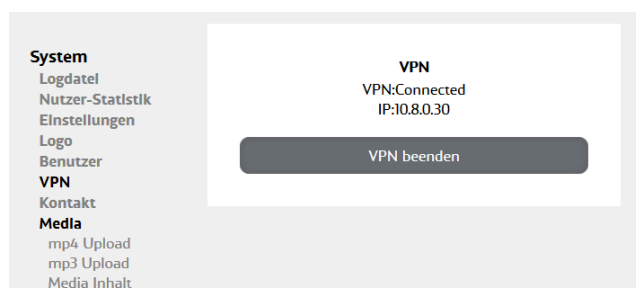 System
Logdatei
Nutzer-Statistik
Einstellungen
Logo
Benutzer
VPN
Kontakt
Media
mp4 Upload
mp3 Upload
Media Inhalt
VPN
VPN:Connected
IP:10.8.0.30
VPN beenden